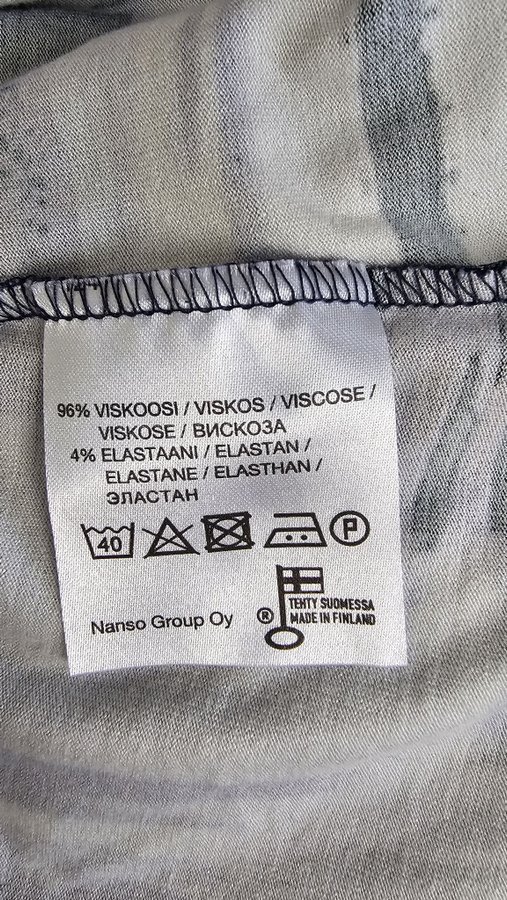 96% VISKOOSI / VISKOS / VISCOSE /
VISKOSE / ВИСКОЗА
4% ELASTAANI / ELASTAN /
ELASTANE / ELASTHAN /
ЭЛАСТАН
40 P
Nanso Group Oy
® TEHTY SUOMESSA
MADE IN FINLAND